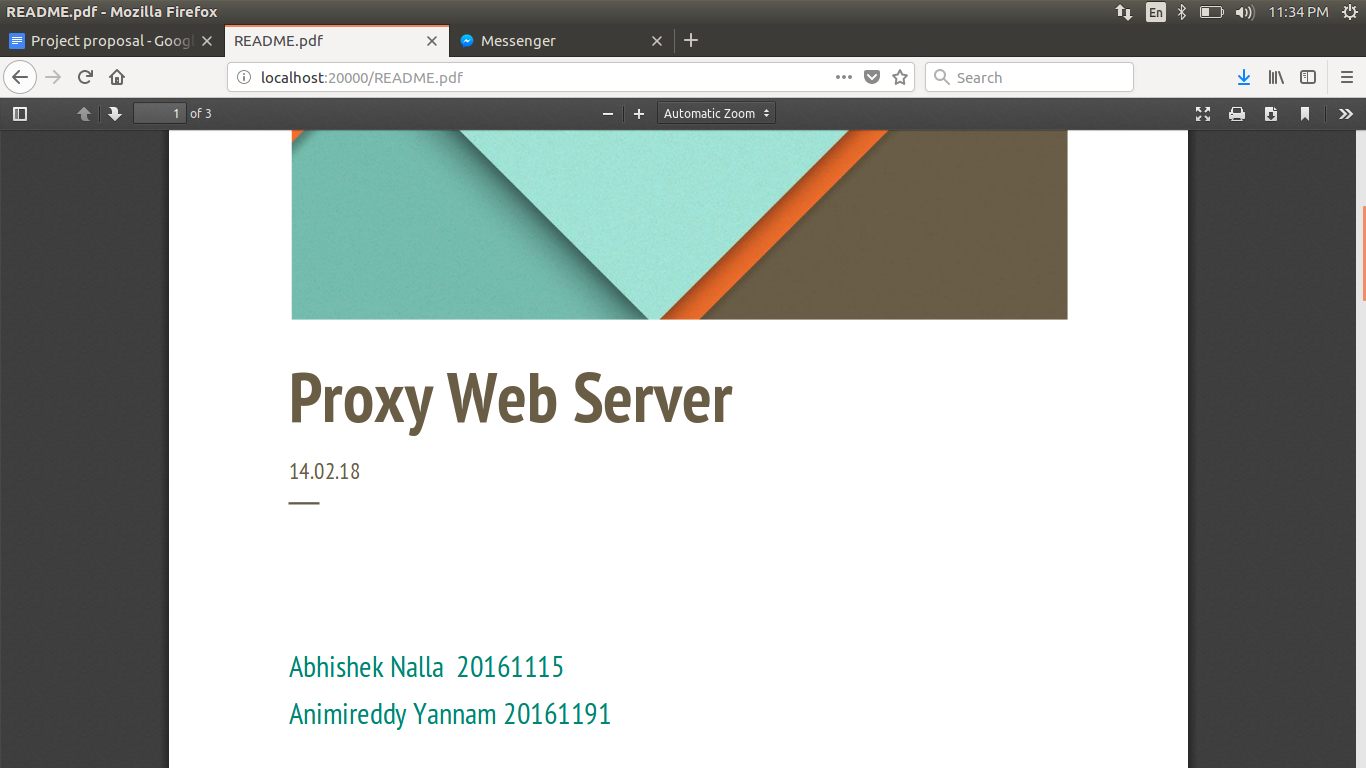 README.pdf - Mozilla Firefox
En
11:34 PM
Project proposal - Googl
README.pdf
Messenger
localhost:20000/README.pdf
Search
1 of 3
Automatic Zoom
Proxy Web Server
14.02.18
Abhishek Nalla 20161115
Animireddy Yannam 20161191